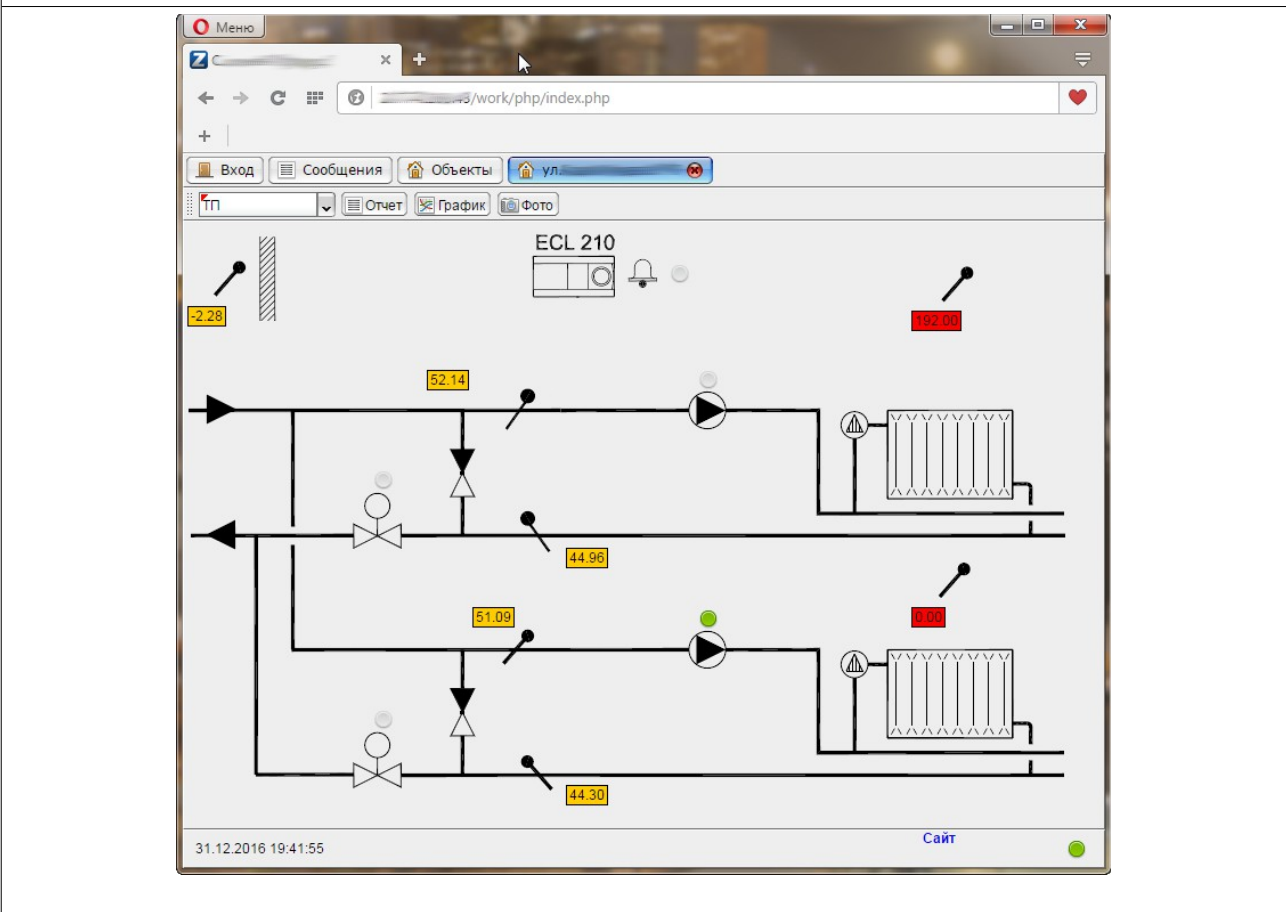 Меню
/work/php/index.php
Вход Сообщения Объекты ул.
ТП Отчет График Фото
ECL 210
-2.28
192.00
52.14
44.96
51.09
0.00
44.30
Сайт
31.12.2016 19:41:55